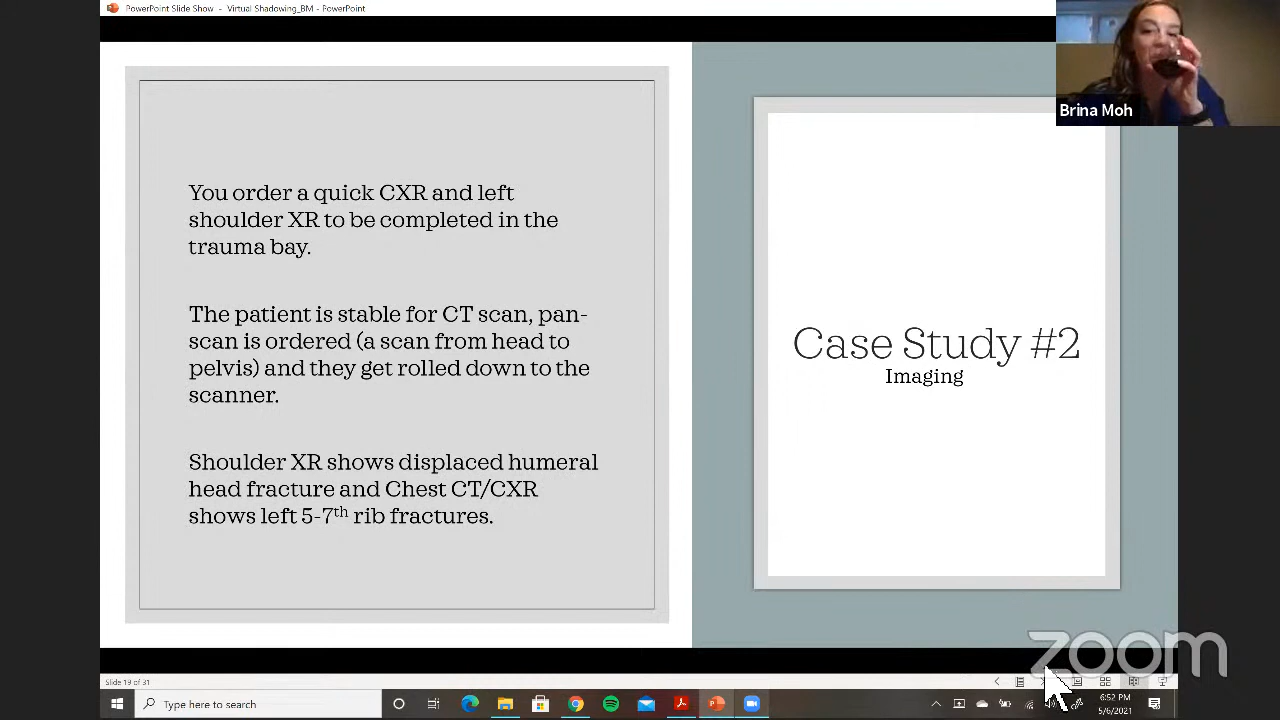 PowerPoint Slide Show - Virtual Shadowing_BM - PowerPoint
You order a quick CXR and left
shoulder XR to be completed in the
trauma bay.
The patient is stable for CT scan, pan-
scan is ordered (a scan from head to
pelvis) and they get rolled down to the
scanner.
Shoulder XR shows displaced humeral
head fracture and Chest CT/CXR
shows left 5-7th rib fractures.
Case Study #2
Imaging
Brina Moh
zoom
Slide 19 of 31
Type here to search
6:52 PM
5/6/2021